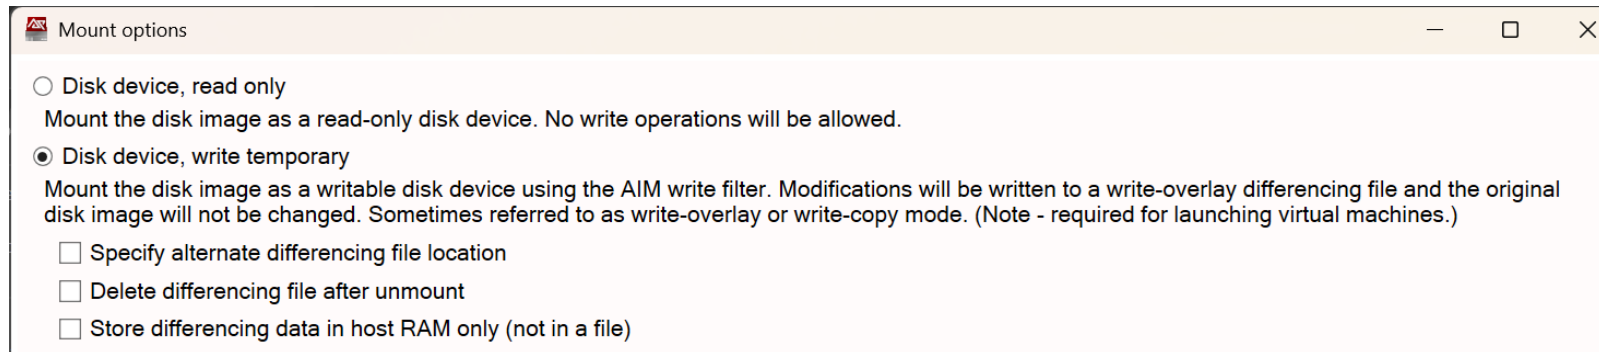 Mount options
Disk device, read only
Mount the disk image as a read-only disk device. No write operations will be allowed.
Disk device, write temporary
Mount the disk image as a writable disk device using the AIM write filter. Modifications will be written to a write-overlay differencing file and the original
disk image will not be changed. Sometimes referred to as write-overlay or write-copy mode. (Note - required for launching virtual machines.)
Specify alternate differencing file location
Delete differencing file after unmount
Store differencing data in host RAM only (not in a file)